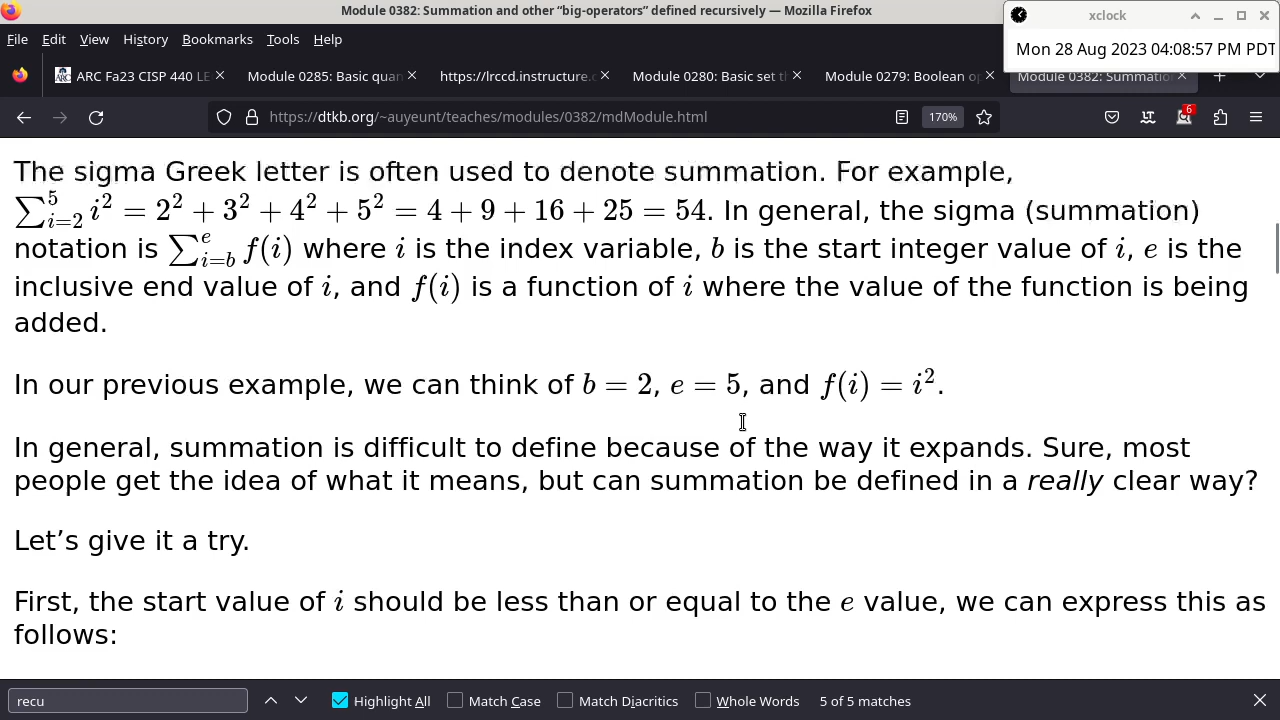 Module 0382: Summation and other “big-operators” defined recursively — Mozilla Firefox
xclock
File Edit View History Bookmarks Tools Help
Mon 28 Aug 2023 04:08:57 PM PDT
ARC Fa23 CISP 440 LE
Module 0285: Basic quan
https://lrccd.instructure.c
Module 0280: Basic set t
Module 0279: Boolean op
Module 0382: Summatio
https://dtkb.org/~auyeunt/teaches/modules/0382/mdModule.html
170%
6
The sigma Greek letter is often used to denote summation. For example,
∑_{i=2}^{5} i² = 2² + 3² + 4² + 5² = 4 + 9 + 16 + 25 = 54. In general, the sigma (summation)
notation is ∑_{i=b}^{e} f(i) where i is the index variable, b is the start integer value of i, e is the
inclusive end value of i, and f(i) is a function of i where the value of the function is being
added.
In our previous example, we can think of b = 2, e = 5, and f(i) = i².
In general, summation is difficult to define because of the way it expands. Sure, most
people get the idea of what it means, but can summation be defined in a really clear way?
Let’s give it a try.
First, the start value of i should be less than or equal to the e value, we can express this as
follows:
recu
Highlight All
Match Case
Match Diacritics
Whole Words
5 of 5 matches